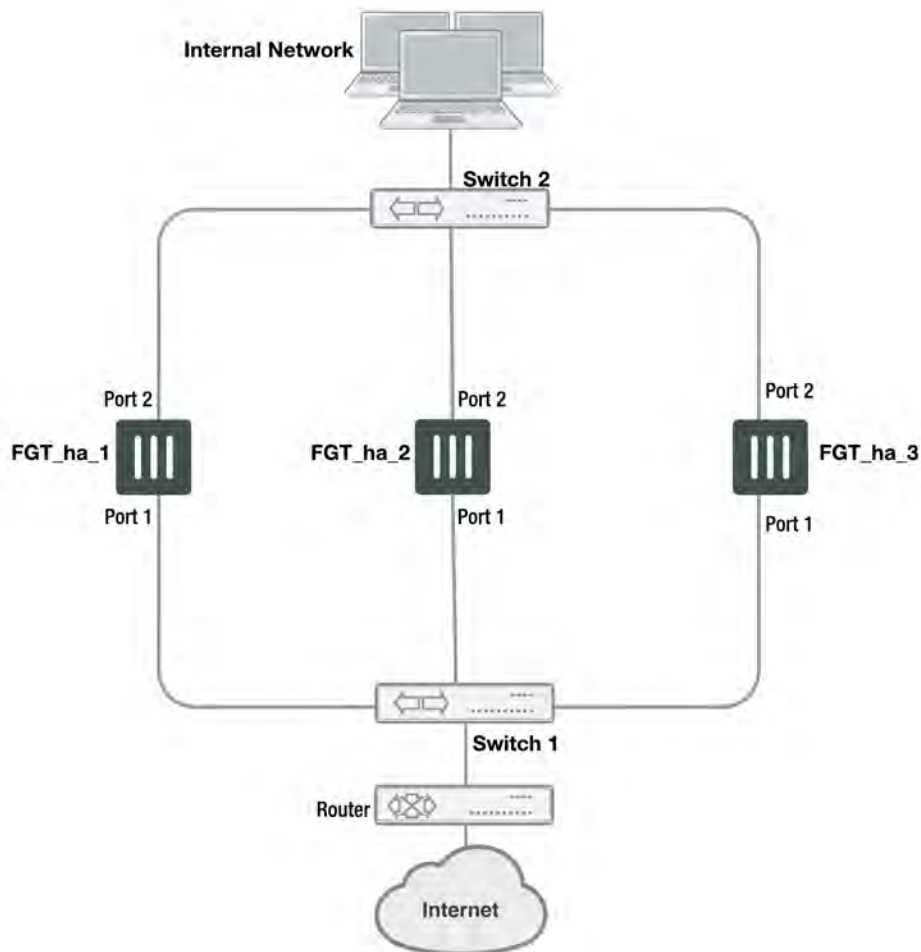 Internal Network
Switch 2
Port 2
Port 2
Port 2
FGT_ha_1
FGT_ha_2
FGT_ha_3
Port 1
Port 1
Port 1
Switch 1
Router
Internet